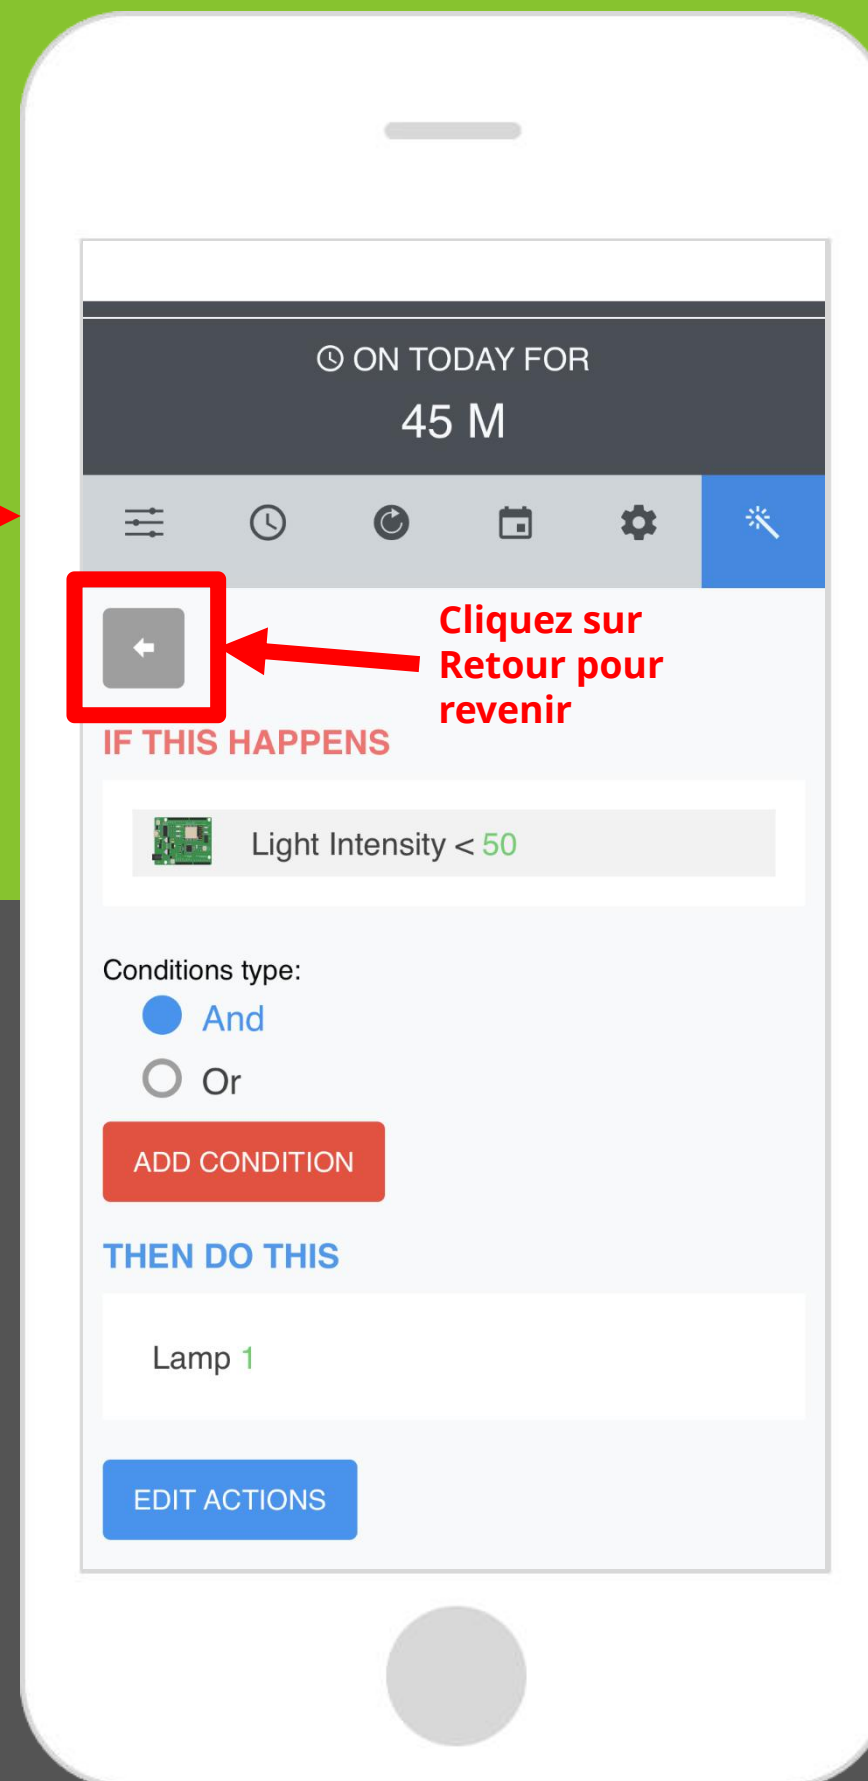 ON TODAY FOR
45 M
Cliquez sur
Retour pour
revenir
IF THIS HAPPENS
Light Intensity < 50
Conditions type:
And
Or
ADD CONDITION
THEN DO THIS
Lamp 1
EDIT ACTIONS